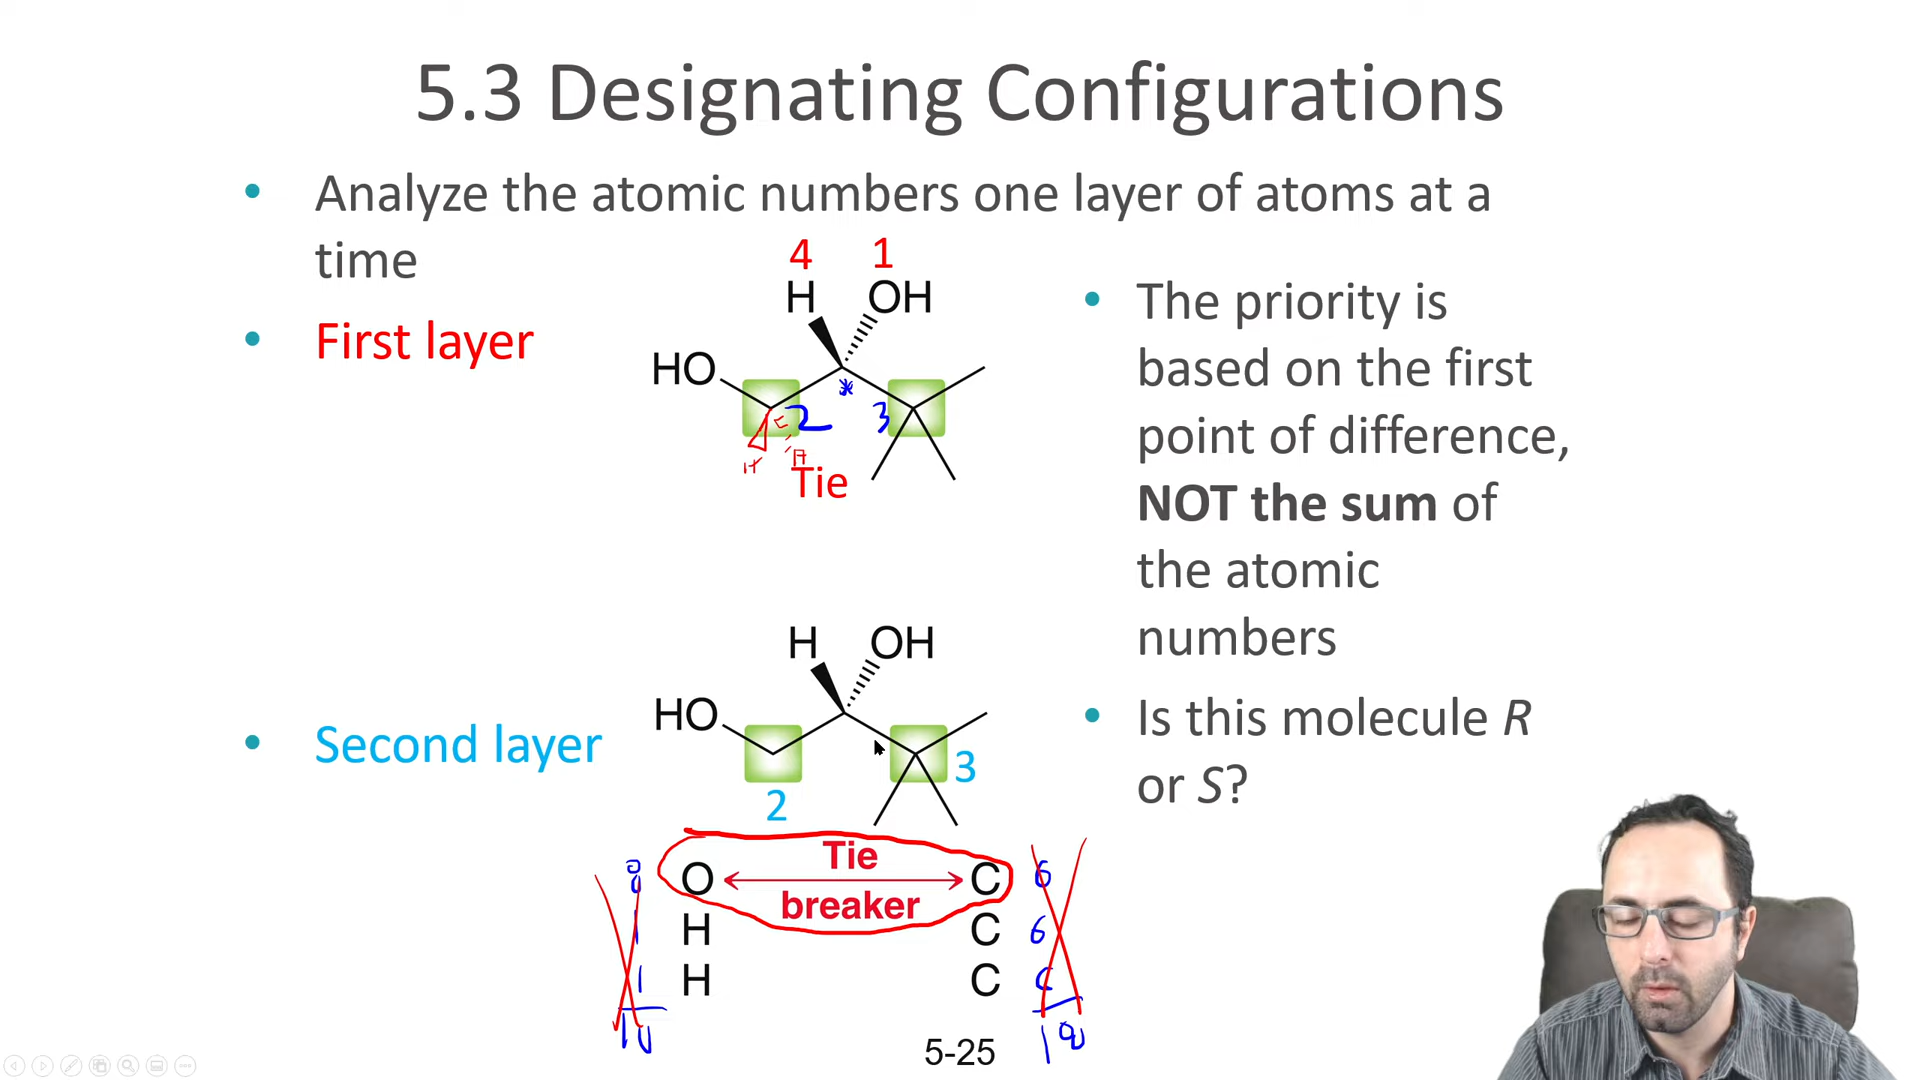 5.3 Designating Configurations
• Analyze the atomic numbers one layer of atoms at a
time
• First layer
4 1
H OH
HO
*
2 3
H H
Tie
• The priority is
based on the first
point of difference,
NOT the sum of
the atomic
numbers
• Is this molecule R
or S?
• Second layer
H OH
HO
3
2
Tie
8 O C 6
breaker
1 H C 6
1 H C
10 18
5-25